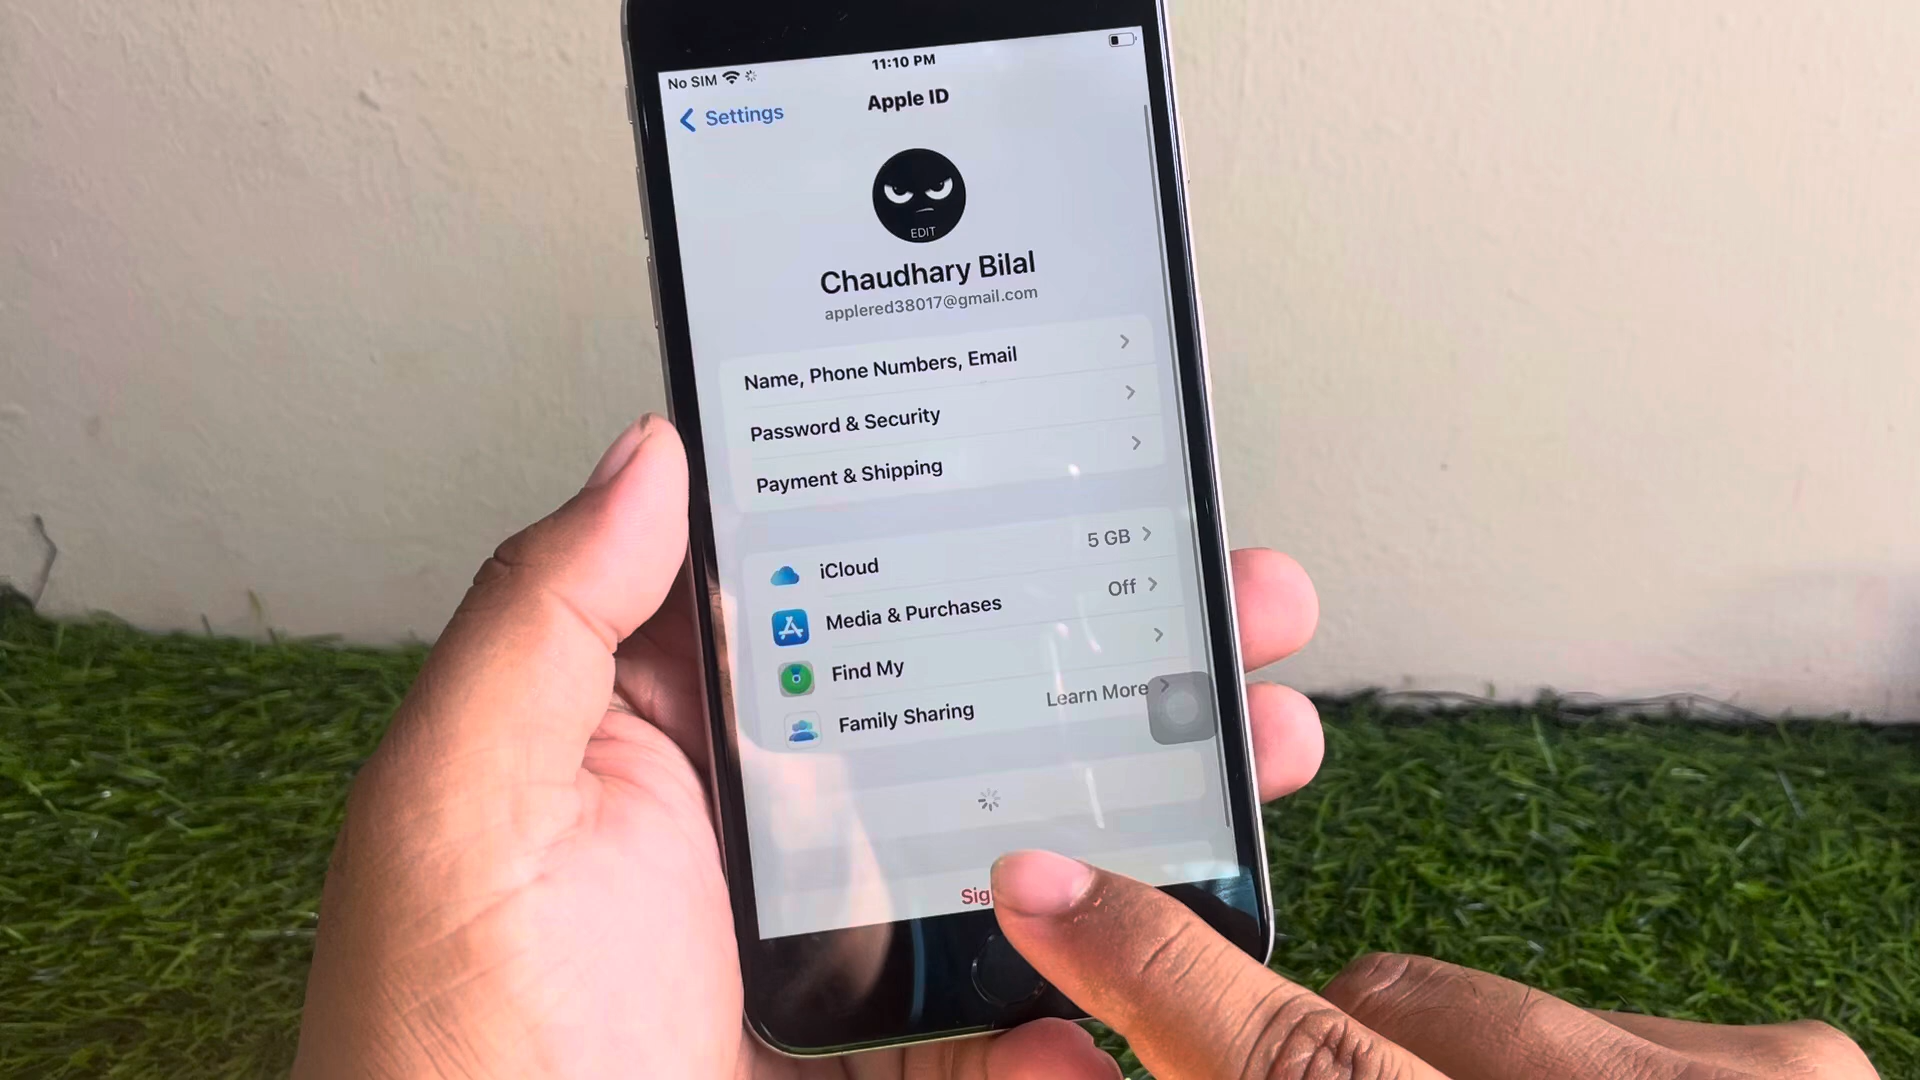 No SIM
11:10 PM
Settings
Apple ID
EDIT
Chaudhary Bilal
applered38017@gmail.com
Name, Phone Numbers, Email
Password & Security
Payment & Shipping
iCloud 5 GB
Media & Purchases Off
Find My
Family Sharing Learn More